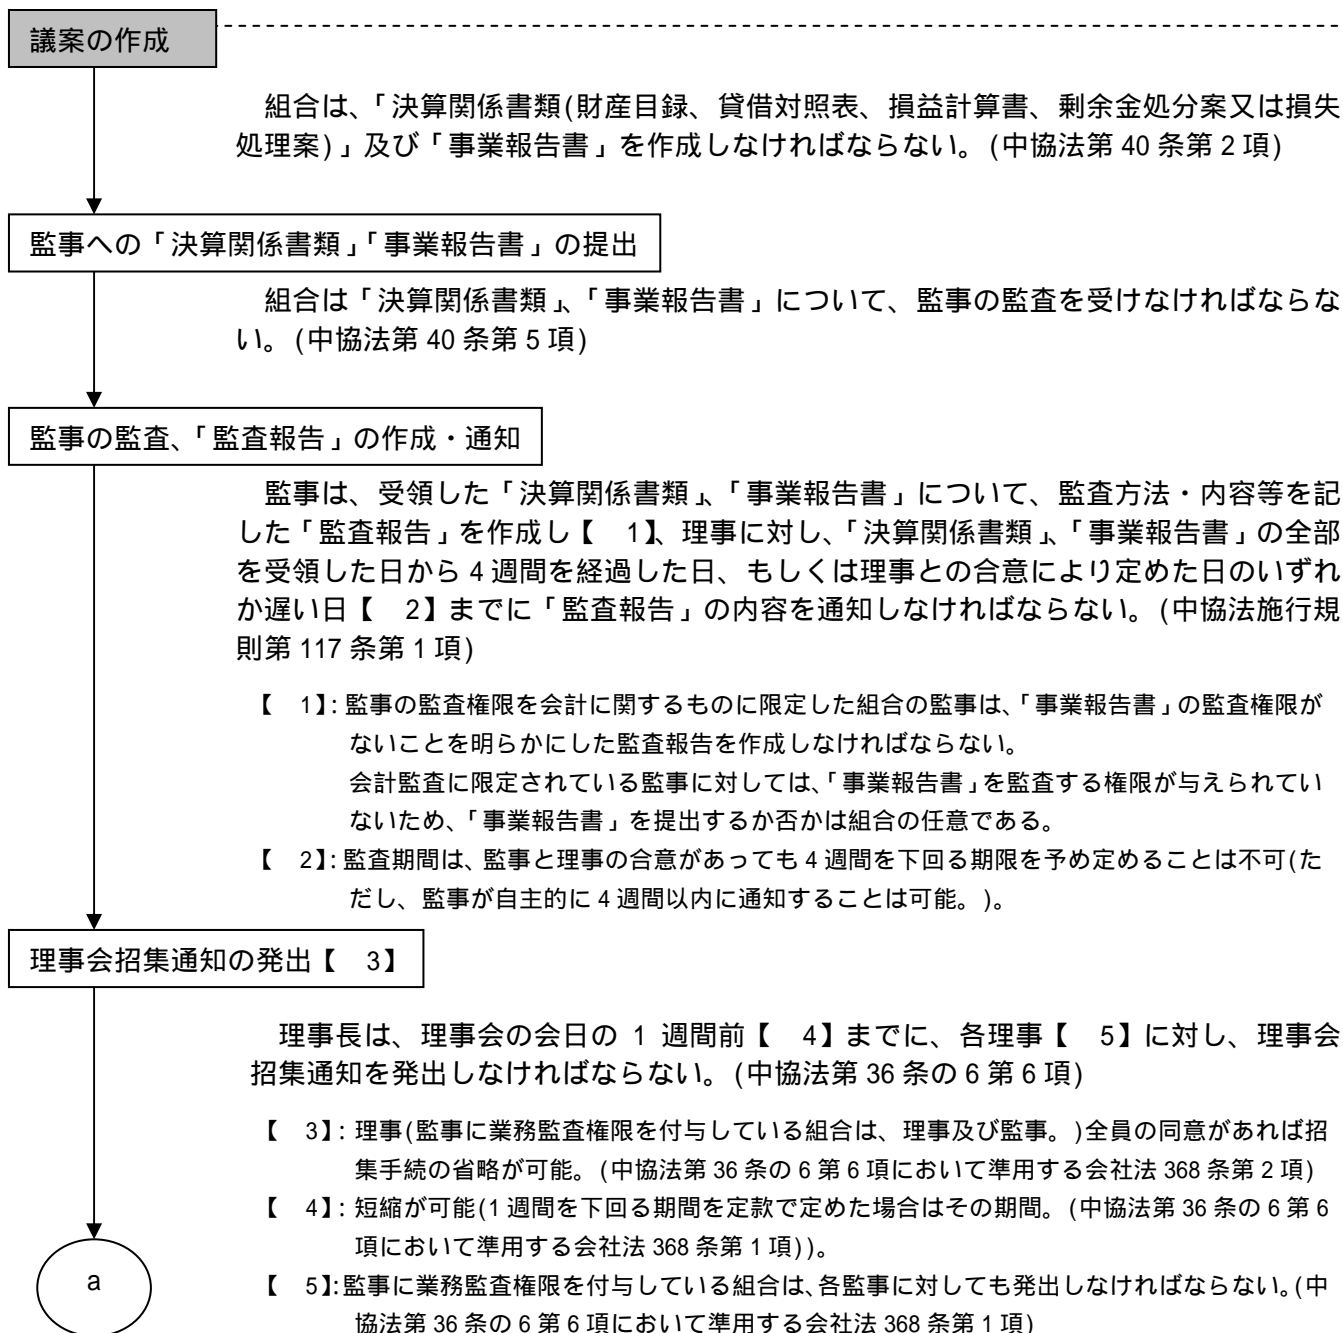 議案の作成
組合は、「決算関係書類(財産目録、貸借対照表、損益計算書、剰余金処分案又は損失
処理案)」及び「事業報告書」を作成しなければならない。(中協法第 40 条第 2 項)
監事への「決算関係書類」「事業報告書」の提出
組合は「決算関係書類」、「事業報告書」について、監事の監査を受けなければならな
い。(中協法第 40 条第 5 項)
監事の監査、「監査報告」の作成・通知
監事は、受領した「決算関係書類」、「事業報告書」について、監査方法・内容等を記
した「監査報告」を作成し【 1】、理事に対し、「決算関係書類」、「事業報告書」の全部
を受領した日から 4 週間を経過した日、もしくは理事との合意により定めた日のいずれ
か遅い日【 2】までに「監査報告」の内容を通知しなければならない。(中協法施行規
則第 117 条第 1 項)
【 1】：監事の監査権限を会計に関するものに限定した組合の監事は、「事業報告書」の監査権限が
ないことを明らかにした監査報告を作成しなければならない。
会計監査に限定されている監事に対しては、「事業報告書」を監査する権限が与えられてい
ないため、「事業報告書」を提出するか否かは組合の任意である。
【 2】：監査期間は、監事と理事の合意があっても 4 週間を下回る期限を予め定めることは不可(た
だし、監事が自主的に 4 週間以内に通知することは可能。)。
理事会招集通知の発出【 3】
理事長は、理事会の会日の 1 週間前【 4】までに、各理事【 5】に対し、理事会
招集通知を発出しなければならない。(中協法第 36 条の 6 第 6 項)
【 3】：理事(監事に業務監査権限を付与している組合は、理事及び監事。)全員の同意があれば招
集手続の省略が可能。(中協法第 36 条の 6 第 6 項において準用する会社法 368 条第 2 項)
【 4】：短縮が可能(1 週間を下回る期間を定款で定めた場合はその期間。(中協法第 36 条の 6 第 6
項において準用する会社法 368 条第 1 項))。
【 5】：監事に業務監査権限を付与している組合は、各監事に対しても発出しなければならない。(中
協法第 36 条の 6 第 6 項において準用する会社法 368 条第 1 項)
a